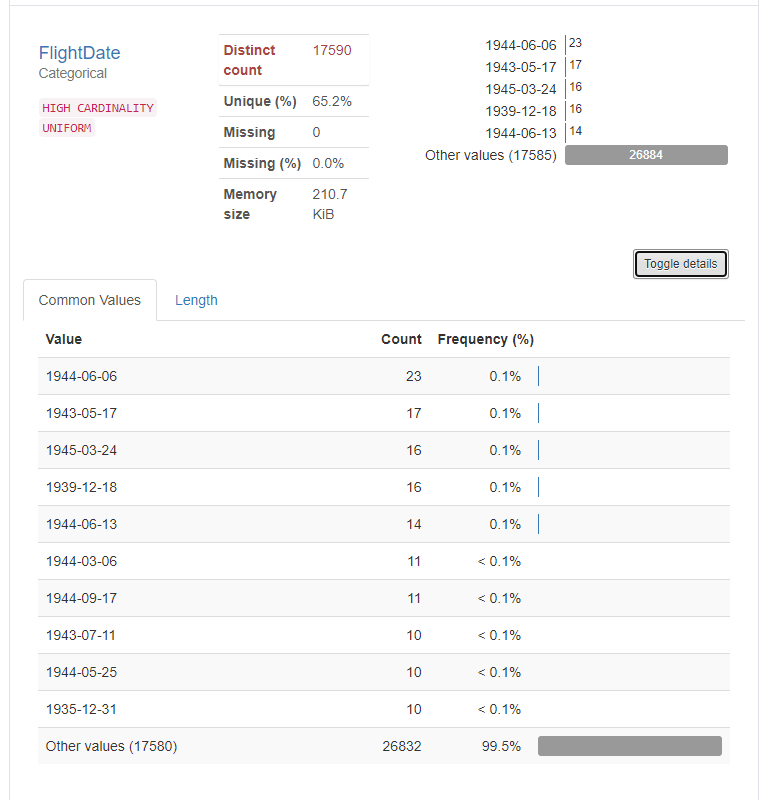 FlightDate
Categorical
HIGH CARDINALITY
UNIFORM
Distinct count 17590
Unique (%) 65.2%
Missing 0
Missing (%) 0.0%
Memory size 210.7 KiB
1944-06-06 23
1943-05-17 17
1945-03-24 16
1939-12-18 16
1944-06-13 14
Other values (17585) 26884
Toggle details
Common Values Length
Value Count Frequency (%)
1944-06-06 23 0.1%
1943-05-17 17 0.1%
1945-03-24 16 0.1%
1939-12-18 16 0.1%
1944-06-13 14 0.1%
1944-03-06 11 < 0.1%
1944-09-17 11 < 0.1%
1943-07-11 10 < 0.1%
1944-05-25 10 < 0.1%
1935-12-31 10 < 0.1%
Other values (17580) 26832 99.5%